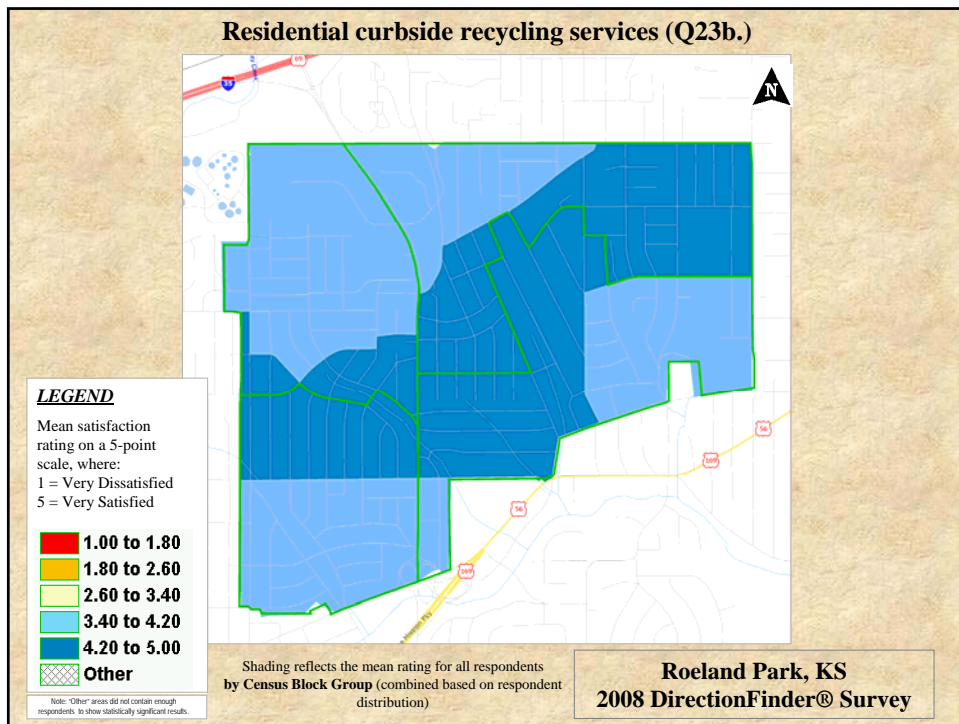 Residential curbside recycling services (Q23b.)
69
35
N
LEGEND
Mean satisfaction
rating on a 5-point
scale, where:
1 = Very Dissatisfied
5 = Very Satisfied
1.00 to 1.80
1.80 to 2.60
2.60 to 3.40
3.40 to 4.20
4.20 to 5.00
Other
Note: "Other" areas did not contain enough
respondents to show statistically significant results.
56
169
56
169
Pkwy
Shading reflects the mean rating for all respondents
by Census Block Group (combined based on respondent
distribution)
Roeland Park, KS
2008 DirectionFinder® Survey